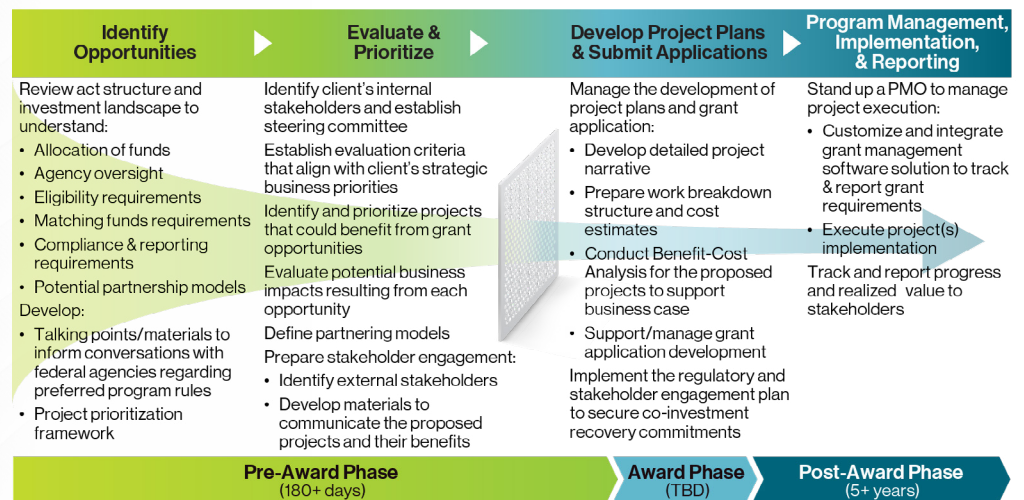 Identify
Opportunities
Evaluate &
Prioritize
Develop Project Plans
& Submit Applications
Program Management,
Implementation,
& Reporting
Review act structure and
investment landscape to
understand:
• Allocation of funds
• Agency oversight
• Eligibility requirements
• Matching funds requirements
• Compliance & reporting
requirements
• Potential partnership models
Develop:
• Talking points/materials to
inform conversations with
federal agencies regarding
preferred program rules
• Project prioritization
framework
Identify client's internal
stakeholders and establish
steering committee
Establish evaluation criteria
that align with client's strategic
business priorities
Identify and prioritize projects
that could benefit from grant
opportunities
Evaluate potential business
impacts resulting from each
opportunity
Define partnering models
Prepare stakeholder engagement:
• Identify external stakeholders
• Develop materials to
communicate the proposed
projects and their benefits
Manage the development of
project plans and grant
application:
• Develop detailed project
narrative
• Prepare work breakdown
structure and cost
estimates
• Conduct Benefit-Cost
Analysis for the proposed
projects to support
business case
• Support/manage grant
application development
Implement the regulatory and
stakeholder engagement plan
to secure co-investment
recovery commitments
Stand up a PMO to manage
project execution:
• Customize and integrate
grant management
software solution to track
& report grant
requirements
• Execute project(s)
implementation
Track and report progress
and realized value to
stakeholders
Pre-Award Phase
(180+ days)
Award Phase
(TBD)
Post-Award Phase
(5+ years)